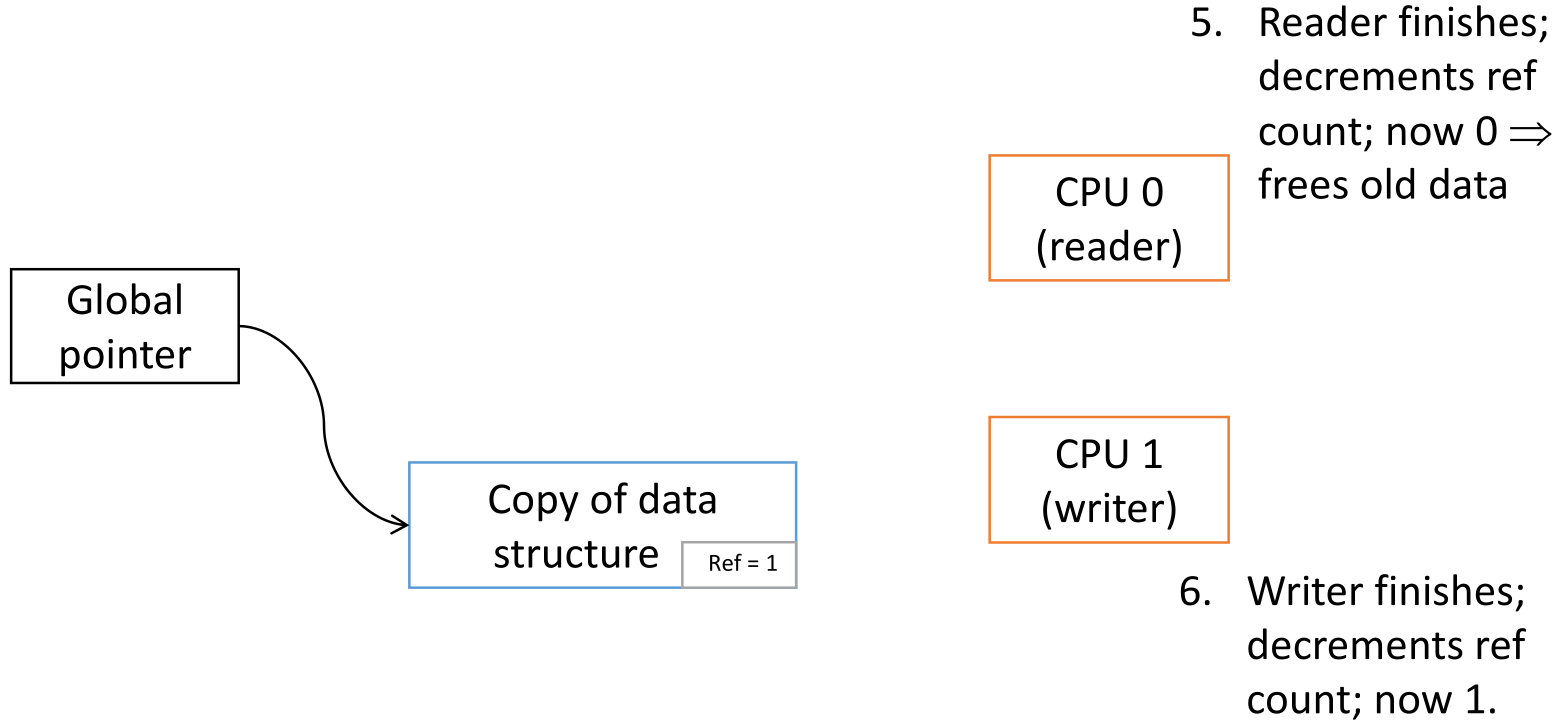 5. Reader finishes;
decrements ref
count; now 0 ⇒
frees old data
CPU 0
(reader)
Global
pointer
CPU 1
(writer)
Copy of data
structure
Ref = 1
6. Writer finishes;
decrements ref
count; now 1.